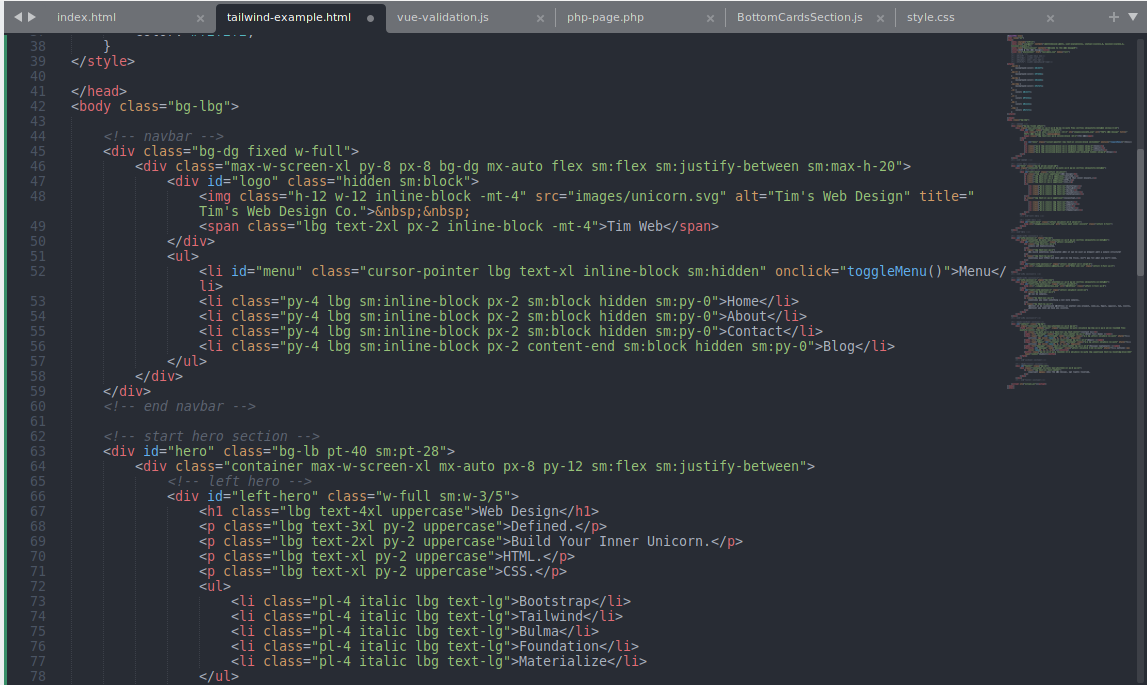 index.html × tailwind-example.html ● vue-validation.js × php-page.php × BottomCardsSection.js × style.css × +
38 }
39 </style>
40
41 </head>
42 <body class="bg-lbg">
43
44 <!-- navbar -->
45 <div class="bg-dg fixed w-full">
46 <div class="max-w-screen-xl py-8 px-8 bg-dg mx-auto flex sm:flex sm:justify-between sm:max-h-20">
47 <div id="logo" class="hidden sm:block">
48 <img class="h-12 w-12 inline-block -mt-4" src="images/unicorn.svg" alt="Tim's Web Design" title="
Tim's Web Design Co.">&nbsp;&nbsp;
49 <span class="lbg text-2xl px-2 inline-block -mt-4">Tim Web</span>
50 </div>
51 <ul>
52 <li id="menu" class="cursor-pointer lbg text-xl inline-block sm:hidden" onclick="toggleMenu()">Menu</
li>
53 <li class="py-4 lbg sm:inline-block px-2 sm:block hidden sm:py-0">Home</li>
54 <li class="py-4 lbg sm:inline-block px-2 sm:block hidden sm:py-0">About</li>
55 <li class="py-4 lbg sm:inline-block px-2 sm:block hidden sm:py-0">Contact</li>
56 <li class="py-4 lbg sm:inline-block px-2 content-end sm:block hidden sm:py-0">Blog</li>
57 </ul>
58 </div>
59 </div>
60 <!-- end navbar -->
61
62 <!-- start hero section -->
63 <div id="hero" class="bg-lb pt-40 sm:pt-28">
64 <div class="container max-w-screen-xl mx-auto px-8 py-12 sm:flex sm:justify-between">
65 <!-- left hero -->
66 <div id="left-hero" class="w-full sm:w-3/5">
67 <h1 class="lbg text-4xl uppercase">Web Design</h1>
68 <p class="lbg text-3xl py-2 uppercase">Defined.</p>
69 <p class="lbg text-2xl py-2 uppercase">Build Your Inner Unicorn.</p>
70 <p class="lbg text-xl py-2 uppercase">HTML.</p>
71 <p class="lbg text-xl py-2 uppercase">CSS.</p>
72 <ul>
73 <li class="pl-4 italic lbg text-lg">Bootstrap</li>
74 <li class="pl-4 italic lbg text-lg">Tailwind</li>
75 <li class="pl-4 italic lbg text-lg">Bulma</li>
76 <li class="pl-4 italic lbg text-lg">Foundation</li>
77 <li class="pl-4 italic lbg text-lg">Materialize</li>
78 </ul>